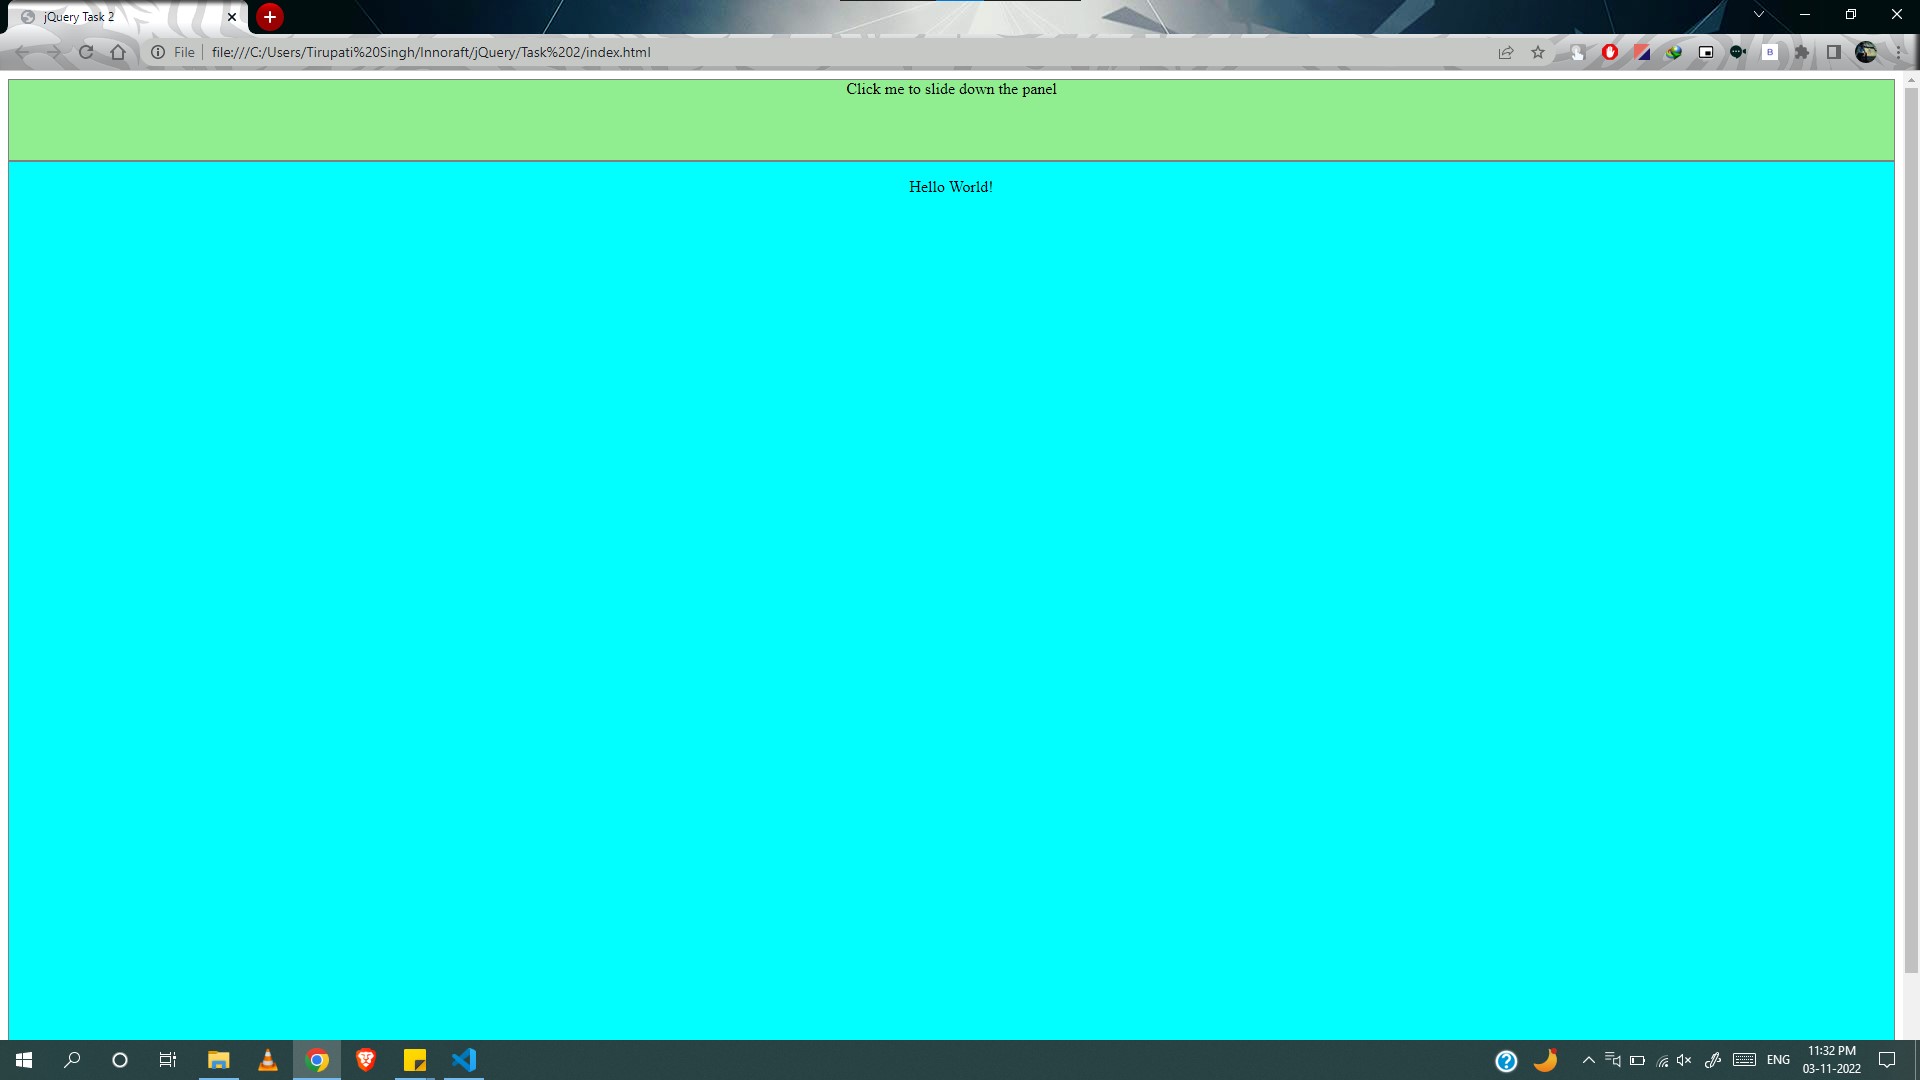 jQuery Task 2
File
file:///C:/Users/Tirupati%20Singh/Innoraft/jQuery/Task%202/index.html
Click me to slide down the panel
Hello World!
ENG
11:32 PM
03-11-2022